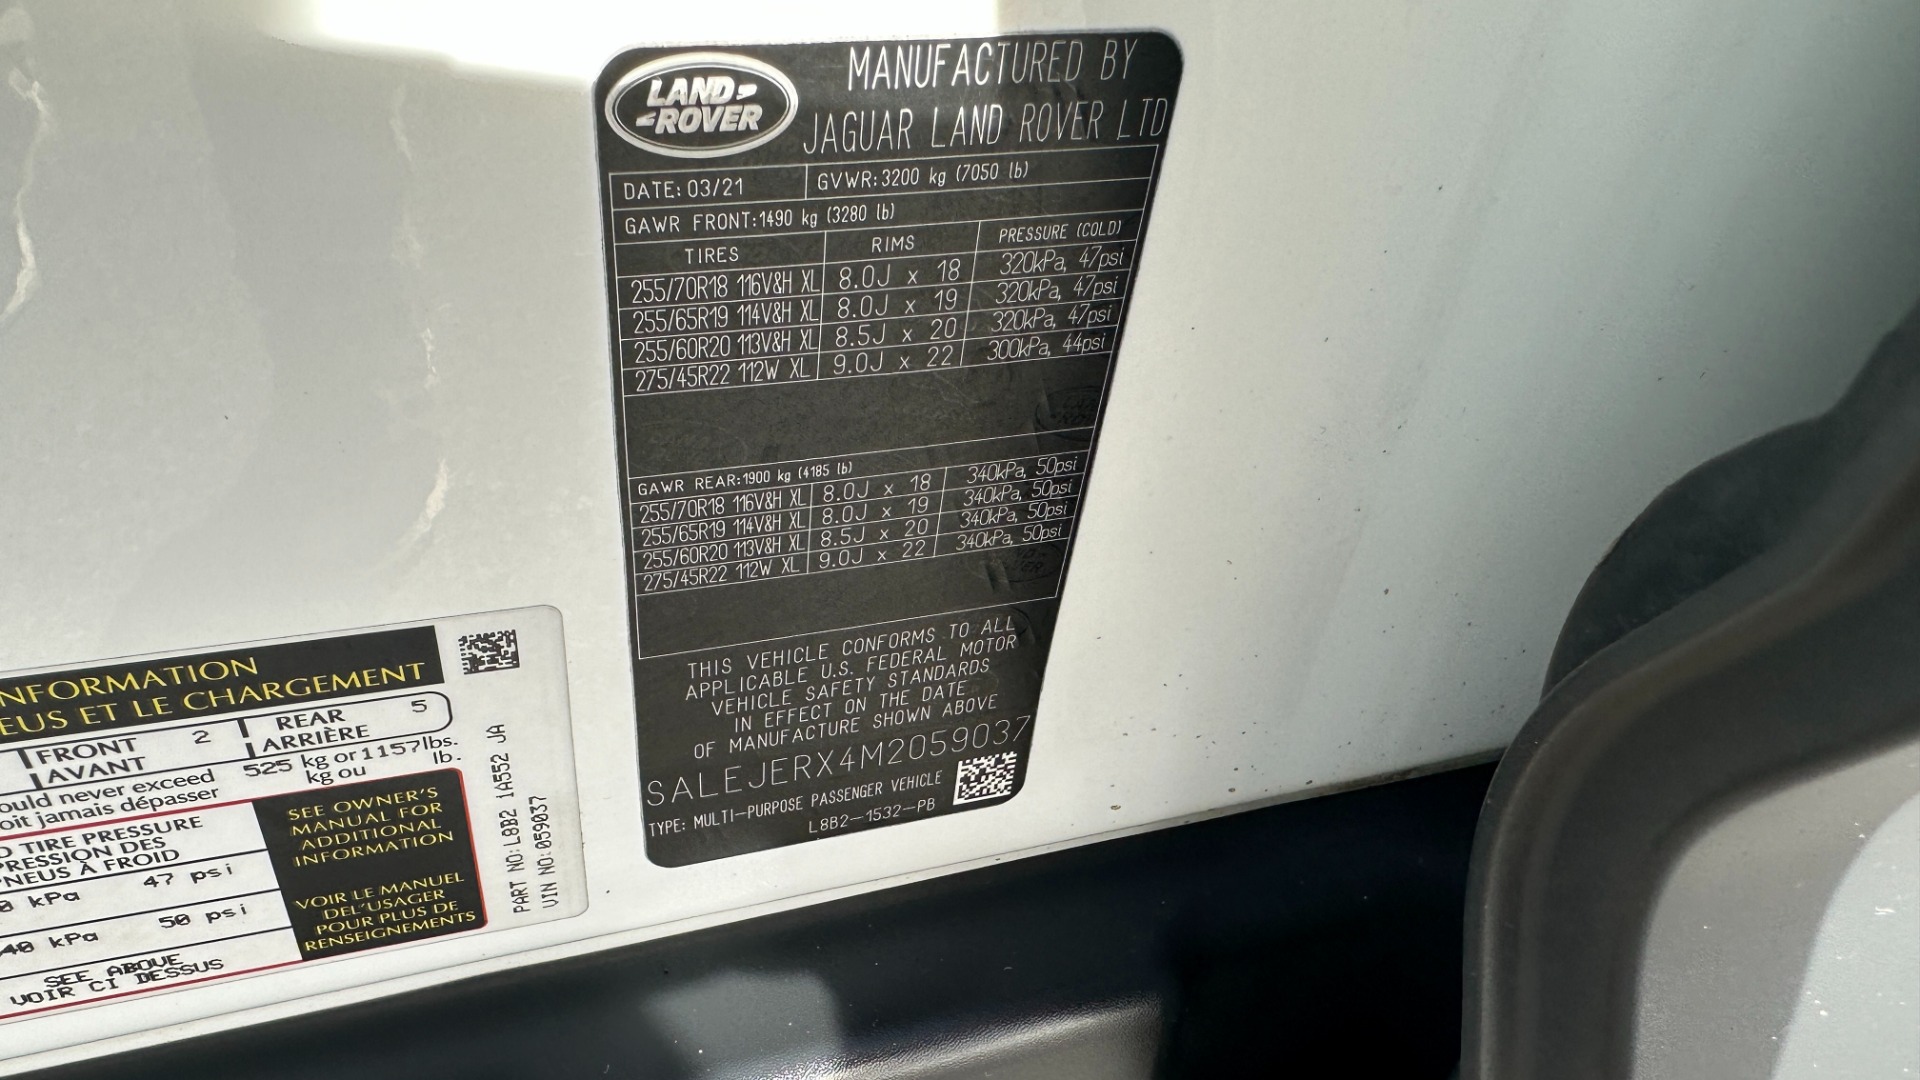 LAND
ROVER
MANUFACTURED BY
JAGUAR LAND ROVER LTD
DATE: 03/21 GVWR: 3200 kg (7050 lb)
GAWR FRONT: 1490 kg (3280 lb)
TIRES RIMS PRESSURE (COLD)
255/70R18 116V&H XL 8.0J x 18 320kPa, 47psi
255/65R19 114V&H XL 8.0J x 19 320kPa, 47psi
255/60R20 113V&H XL 8.5J x 20 320kPa, 47psi
275/45R22 112W XL 9.0J x 22 300kPa, 44psi
GAWR REAR: 1900 kg (4185 lb)
255/70R18 116V&H XL 8.0J x 18 340kPa, 50psi
255/65R19 114V&H XL 8.0J x 19 340kPa, 50psi
255/60R20 113V&H XL 8.5J x 20 340kPa, 50psi
275/45R22 112W XL 9.0J x 22 340kPa, 50psi
THIS VEHICLE CONFORMS TO ALL
APPLICABLE U.S. FEDERAL MOTOR
VEHICLE SAFETY STANDARDS
IN EFFECT ON THE DATE
OF MANUFACTURE SHOWN ABOVE
SALEJERX4M2059037
TYPE: MULTI-PURPOSE PASSENGER VEHICLE
L8B2-1532-PB
NFORMATION
EUS ET LE CHARGEMENT
FRONT 2 REAR 5
AVANT ARRIÈRE
ould never exceed 525 kg or 1157 lbs.
oit jamais dépasser kg ou lb.
D TIRE PRESSURE
PRESSION DES
PNEUS À FROID
0 kPa 47 psi
40 kPa 50 psi
SEE ABOVE
VOIR CI DESSUS
SEE OWNER'S
MANUAL FOR
ADDITIONAL
INFORMATION
VOIR LE MANUEL
DEL'USAGER
POUR PLUS DE
RENSEIGNEMENTS
PART NO: L8B2 1A552 JA
VIN NO: 059037